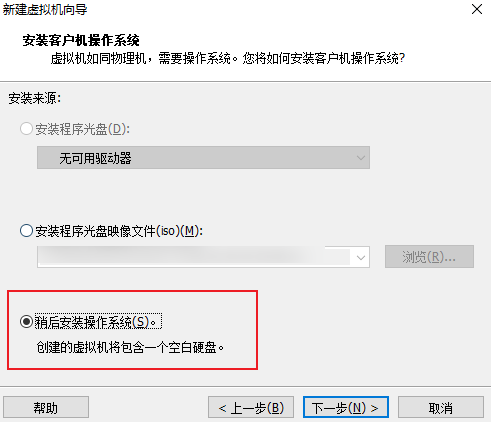 新建虚拟机向导
安装客户机操作系统
虚拟机如同物理机，需要操作系统。您将如何安装客户机操作系统?
安装来源:
安装程序光盘(D):
无可用驱动器
安装程序光盘映像文件(iso)(M):
浏览(R)...
稍后安装操作系统(S)。
创建的虚拟机将包含一个空白硬盘。
帮助
< 上一步(B)
下一步(N) >
取消